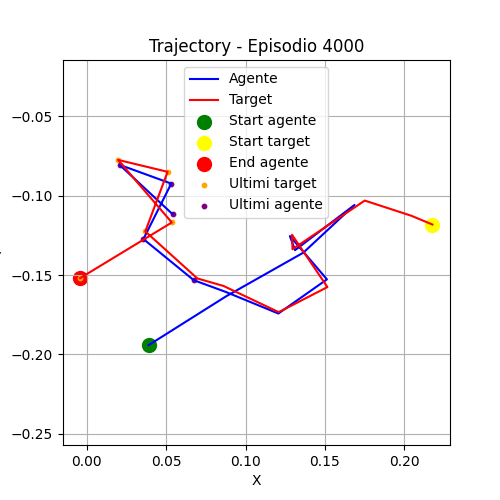 Trajectory - Episodio 4000
Agente
Target
Start agente
Start target
End agente
Ultimi target
Ultimi agente
−0.05
−0.10
−0.15
−0.20
−0.25
0.00
0.05
0.10
0.15
0.20
X